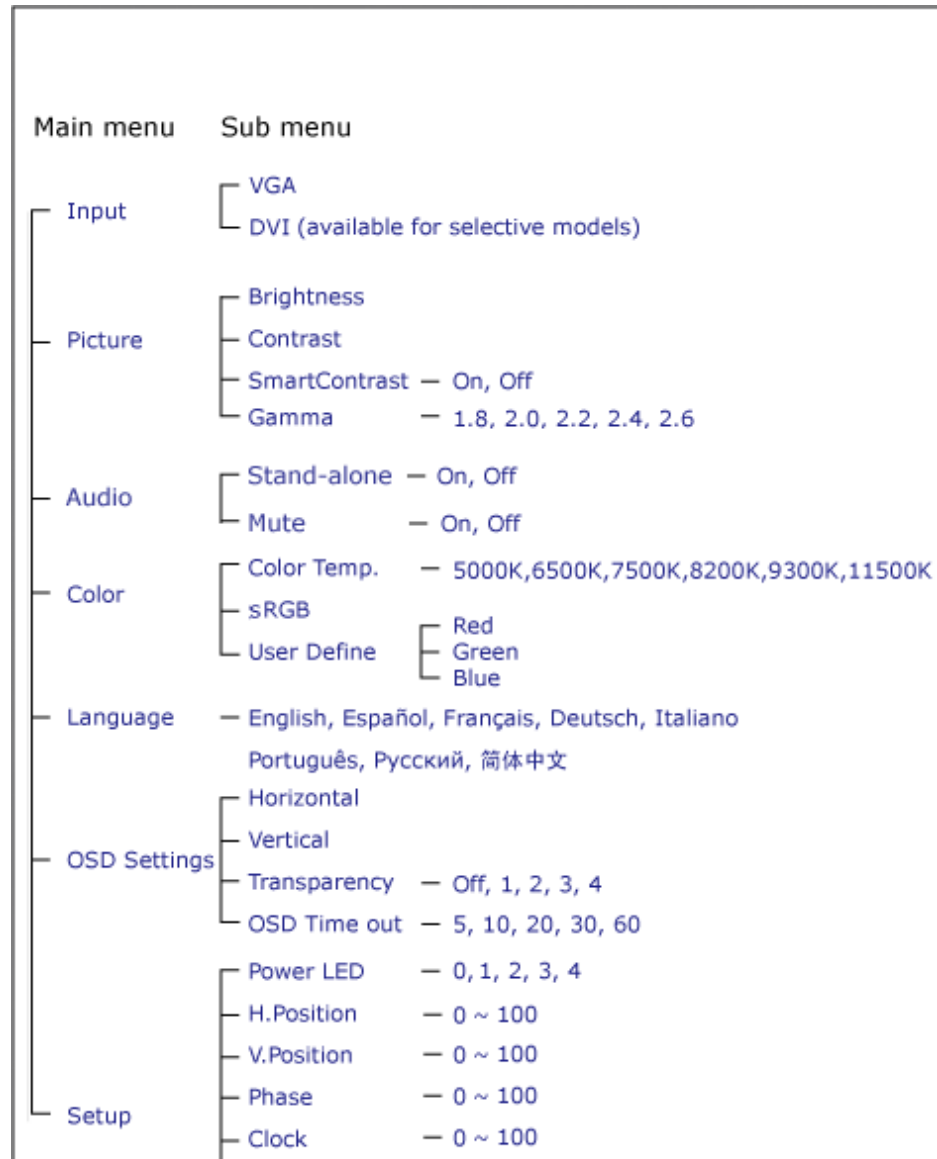 Main menu Sub menu
VGA
Input
DVI (available for selective models)
Brightness
Picture Contrast
SmartContrast — On, Off
Gamma — 1.8, 2.0, 2.2, 2.4, 2.6
Stand-alone — On, Off
Audio
Mute — On, Off
Color Temp. — 5000K,6500K,7500K,8200K,9300K,11500K
Color
sRGB
Red
User Define Green
Blue
Language — English, Español, Français, Deutsch, Italiano
Português, Русский, 简体中文
Horizontal
Vertical
OSD Settings
Transparency — Off, 1, 2, 3, 4
OSD Time out — 5, 10, 20, 30, 60
Power LED — 0, 1, 2, 3, 4
H.Position — 0 ~ 100
V.Position — 0 ~ 100
Phase — 0 ~ 100
Setup
Clock — 0 ~ 100